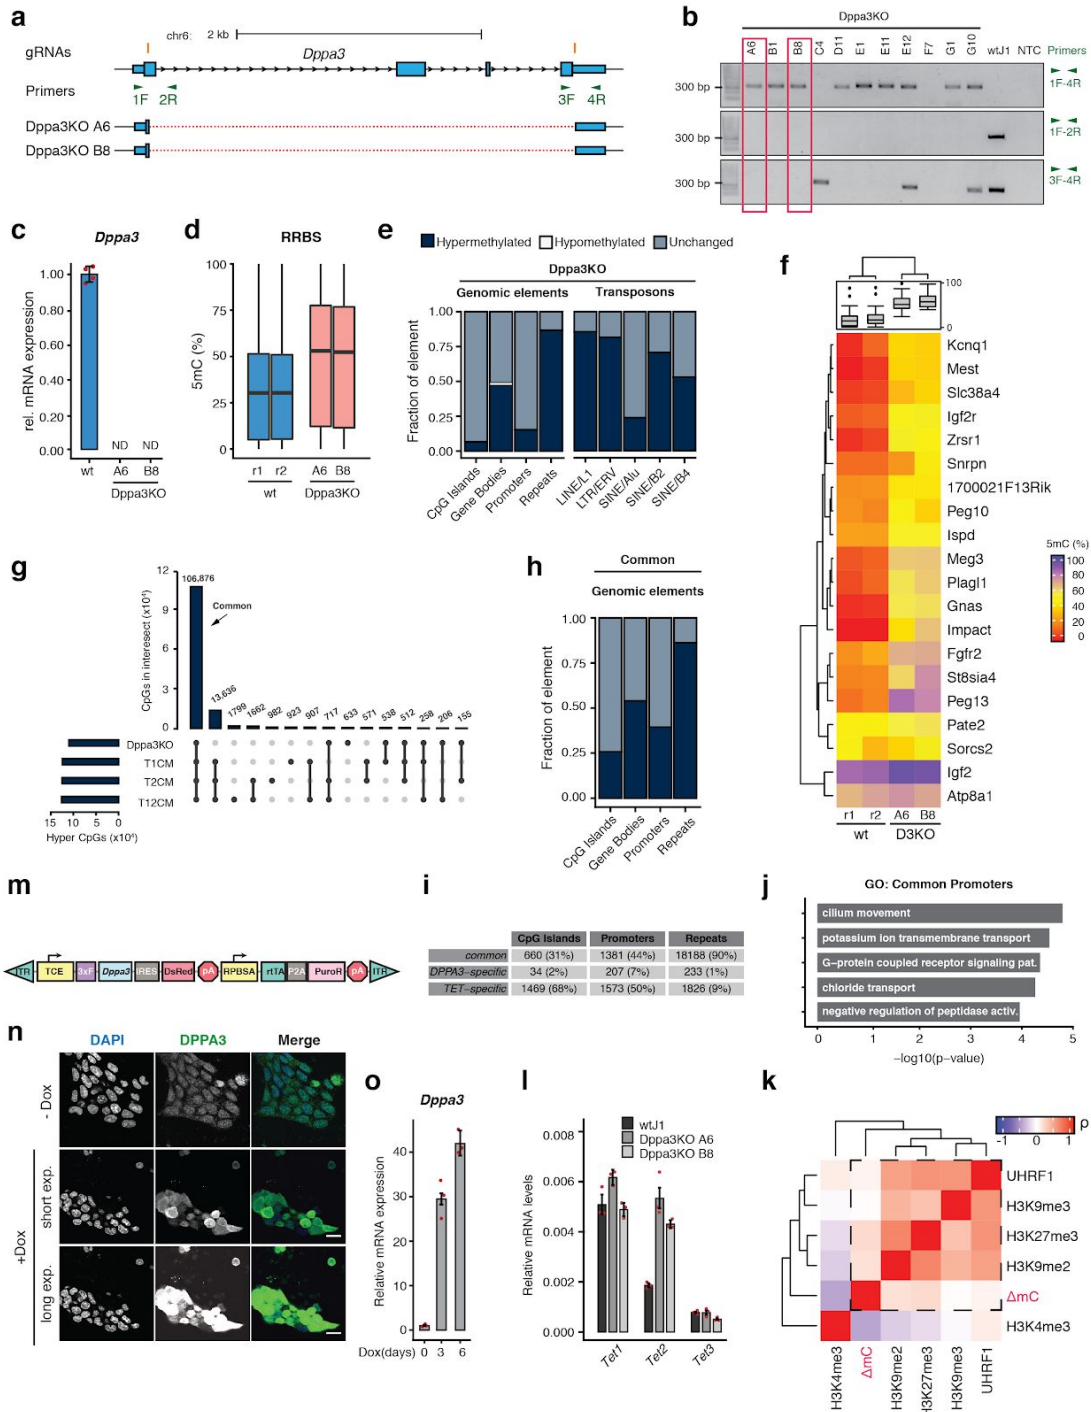 a
chr6: 2 kb
gRNAs
Dppa3
Primers
1F 2R 3F 4R
Dppa3KO A6
Dppa3KO B8
b
Dppa3KO
A6 B1 B8 C4 D11 E1 E11 E12 F7 G1 G10 wtJ1 NTC Primers
300 bp
1F-4R
300 bp
1F-2R
300 bp
3F-4R
c
Dppa3
rel. mRNA expression
1.00
0.80
0.60
0.40
0.20
0.00
ND ND
wt A6 B8
Dppa3KO
d
RRBS
5mC (%)
100
75
50
25
0
r1 r2 A6 B8
wt Dppa3KO
e
Hypermethylated Hypomethylated Unchanged
Dppa3KO
Genomic elements Transposons
Fraction of element
1.00
0.75
0.50
0.25
0.00
CpG Islands
Gene Bodies
Promoters
Repeats
LINE/L1
LTR/ERV
SINE/Alu
SINE/B2
SINE/B4
f
100
0
Kcnq1
Mest
Slc38a4
Igf2r
Zrsr1
Snrpn
1700021F13Rik
Peg10
Ispd
Meg3
Plagl1
Gnas
Impact
Fgfr2
St8sia4
Peg13
Pate2
Sorcs2
Igf2
Atp8a1
r1 r2 A6 B8
wt D3KO
5mC (%)
100
80
60
40
20
0
g
CpGs in interesect (x10⁴)
12
9
6
3
0
106,876
Common
13,636
1799
1662
982
923
907
717
633
571
538
512
258
206
155
Dppa3KO
T1CM
T2CM
T12CM
15 10 5 0
Hyper CpGs (x10⁴)
h
Common
Genomic elements
Fraction of element
1.00
0.75
0.50
0.25
0.00
CpG Islands
Gene Bodies
Promoters
Repeats
m
ITR TCE 3xF Dppa3 IRES DsRed pA RPBSA rtTA P2A PuroR pA ITR
i
CpG Islands Promoters Repeats
common 660 (31%) 1381 (44%) 18188 (90%)
DPPA3-specific 34 (2%) 207 (7%) 233 (1%)
TET-specific 1469 (68%) 1573 (50%) 1826 (9%)
j
GO: Common Promoters
cilium movement
potassium ion transmembrane transport
G-protein coupled receptor signaling pat.
chloride transport
negative regulation of peptidase activ.
0 1 2 3 4 5
-log10(p-value)
n
DAPI DPPA3 Merge
- Dox
+Dox
short exp.
long exp.
o
Dppa3
Relative mRNA expression
40
30
20
10
0
Dox(days) 0 3 6
l
wtJ1
Dppa3KO A6
Dppa3KO B8
Relative mRNA levels
0.008
0.006
0.004
0.002
0.000
Tet1
Tet2
Tet3
k
-1 0 1 ρ
UHRF1
H3K9me3
H3K27me3
H3K9me2
ΔmC
H3K4me3
H3K4me3
ΔmC
H3K9me2
H3K27me3
H3K9me3
UHRF1